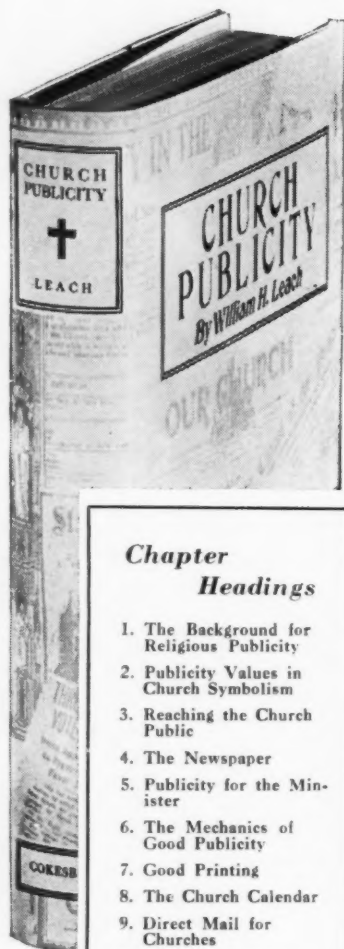 CHURCH
PUBLICITY
LEACH
IN THE
CHURCH
PUBLICITY
By William H. Leach
OUR CHURCH
Chapter
Headings
1. The Background for
Religious Publicity
2. Publicity Values in
Church Symbolism
3. Reaching the Church
Public
4. The Newspaper
5. Publicity for the Min-
ister
6. The Mechanics of
Good Publicity
7. Good Printing
8. The Church Calendar
9. Direct Mail for
Churches
COKESB